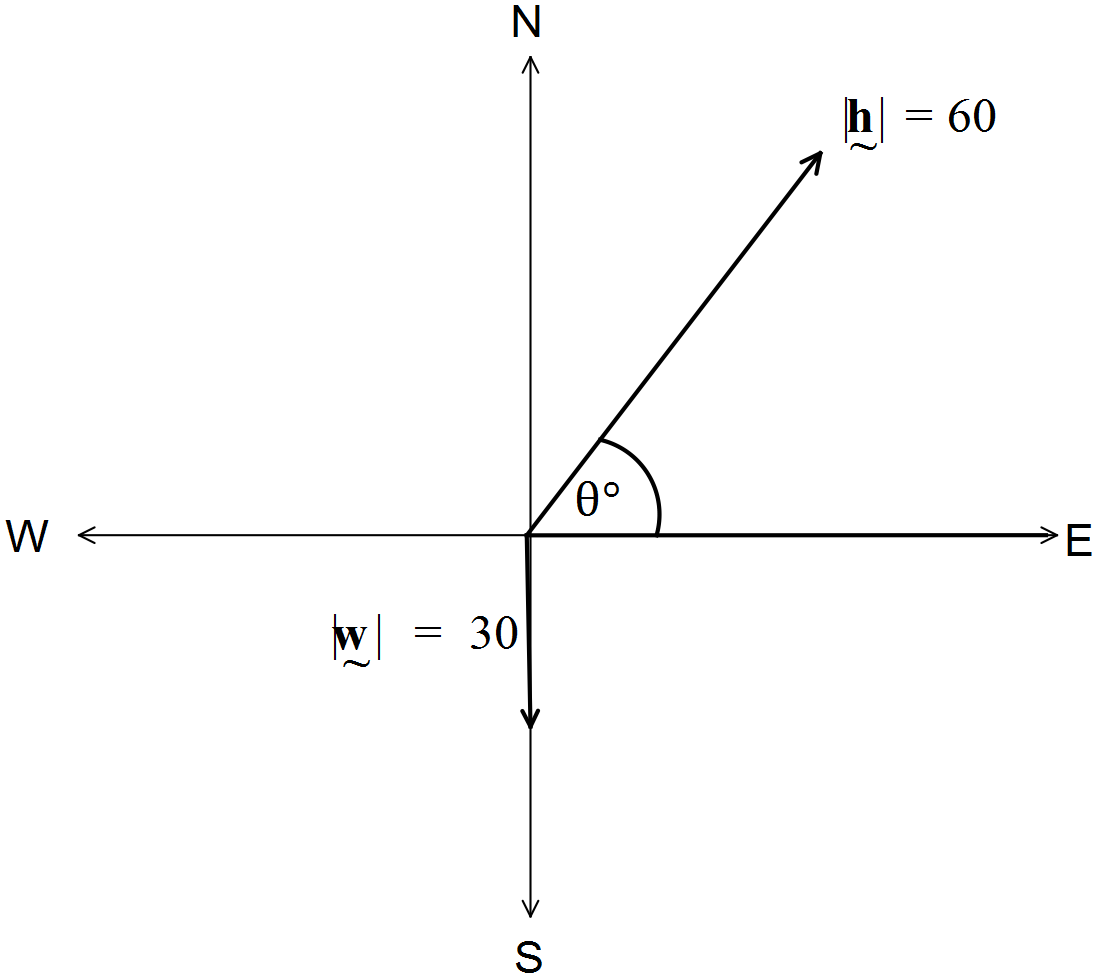 N
|h̰| = 60
θ°
W
E
|w̰| = 30
S